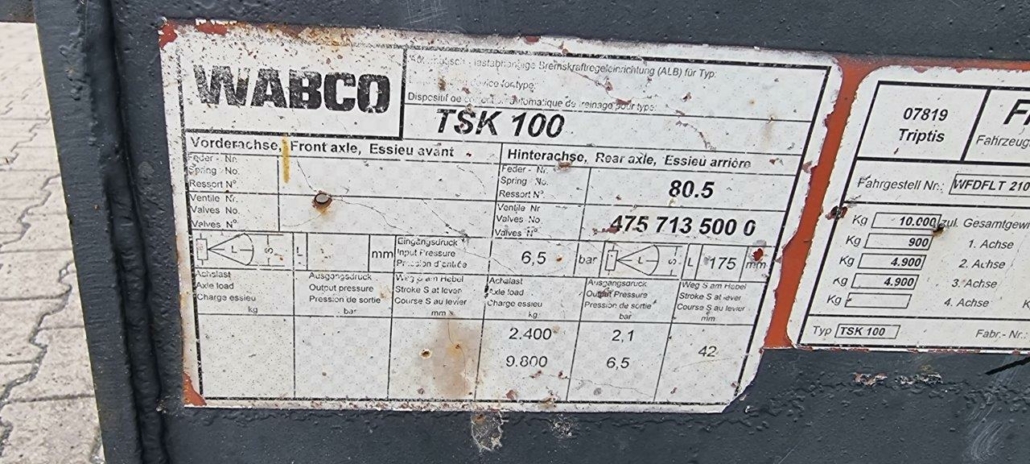 WABCO
lastabhängige Bremskraftregeleinrichtung (ALB) für Typ:
device for type:
Dispositif de automatique du freinage pour type:
TSK 100
Vorderachse, Front axle, Essieu avant
Hinterachse, Rear axle, Essieu arrière
Feder - Nr.
Spring No.
Ressort N°
Feder - Nr.
Spring No.
Ressort N°
80.5
Ventile Nr.
Valves No.
Valves N°
Ventile Nr.
Valves No.
Valves N°
475 713 500 0
L S L mm
Eingangsdruck
Input Pressure
Pression d'entrée
6,5 bar
L S L 175 mm
Achslast
Axle load
Charge essieu
kg
Ausgangsdruck
Output pressure
Pression de sortie
bar
Weg S am Hebel
Stroke S at lever
Course S au levier
mm
Achslast
Axle load
Charge essieu
kg
Ausgangsdruck
Output Pressure
Pression de sortie
bar
Weg S am Hebel
Stroke S at lever
Course S au levier
mm
2.400 2,1
9.800 6,5 42
07819
Triptis
Fahrzeug
Fahrgestell Nr.: WFDFLT 210
Kg 10.000 zul. Gesamtgew
Kg 900 1. Achse
Kg 4.900 2. Achse
Kg 4.900 3. Achse
Kg 4. Achse
Typ TSK 100 Fabr.- Nr.: